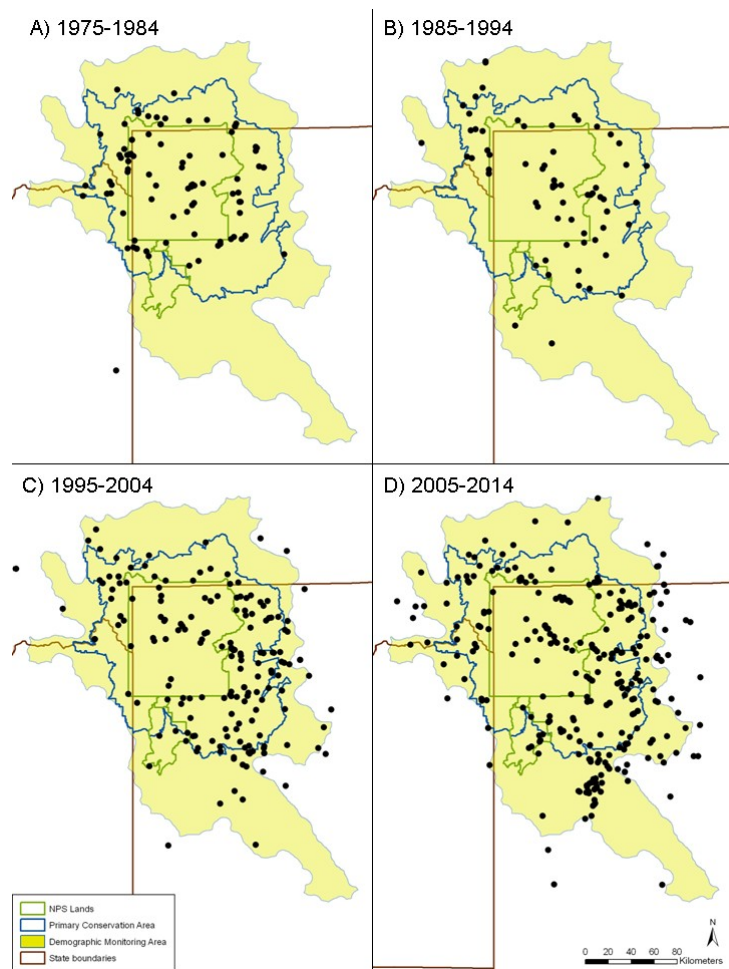 A) 1975-1984
B) 1985-1994
C) 1995-2004
D) 2005-2014
NPS Lands
Primary Conservation Area
Demographic Monitoring Area
State boundaries
N
0 20 40 60 80
Kilometers